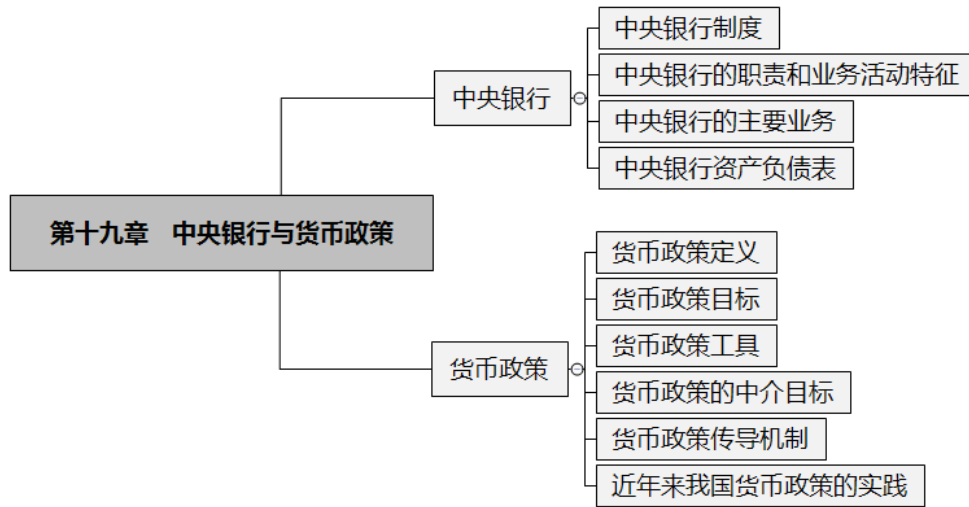 第十九章　中央银行与货币政策
中央银行
中央银行制度
中央银行的职责和业务活动特征
中央银行的主要业务
中央银行资产负债表
货币政策
货币政策定义
货币政策目标
货币政策工具
货币政策的中介目标
货币政策传导机制
近年来我国货币政策的实践